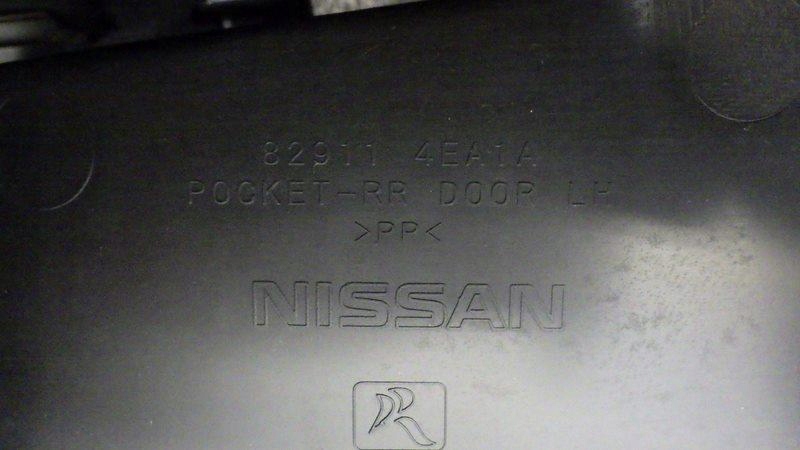 82911 4EA1A
POCKET-RR DOOR LH
>PP<
NISSAN